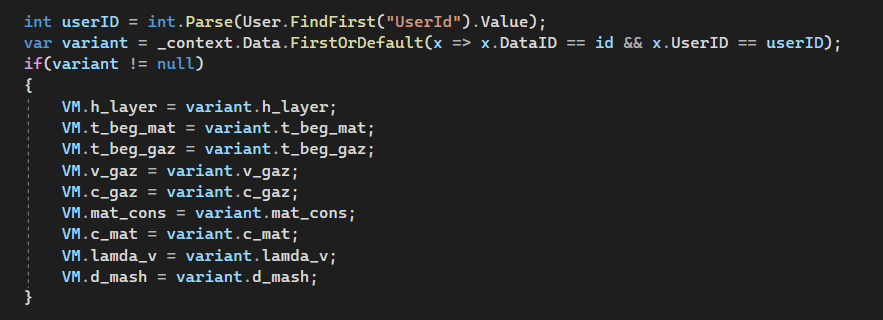 int userID = int.Parse(User.FindFirst("UserId").Value);
var variant = _context.Data.FirstOrDefault(x => x.DataID == id && x.UserID == userID);
if(variant != null)
{
VM.h_layer = variant.h_layer;
VM.t_beg_mat = variant.t_beg_mat;
VM.t_beg_gaz = variant.t_beg_gaz;
VM.v_gaz = variant.v_gaz;
VM.c_gaz = variant.c_gaz;
VM.mat_cons = variant.mat_cons;
VM.c_mat = variant.c_mat;
VM.lamda_v = variant.lamda_v;
VM.d_mash = variant.d_mash;
}